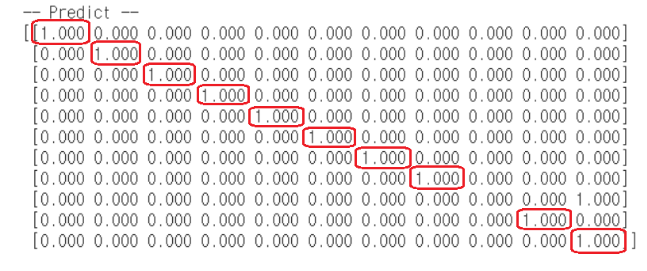 -- Predict --
[[1.000 0.000 0.000 0.000 0.000 0.000 0.000 0.000 0.000 0.000 0.000]
[0.000 1.000 0.000 0.000 0.000 0.000 0.000 0.000 0.000 0.000 0.000]
[0.000 0.000 1.000 0.000 0.000 0.000 0.000 0.000 0.000 0.000 0.000]
[0.000 0.000 0.000 1.000 0.000 0.000 0.000 0.000 0.000 0.000 0.000]
[0.000 0.000 0.000 0.000 1.000 0.000 0.000 0.000 0.000 0.000 0.000]
[0.000 0.000 0.000 0.000 0.000 1.000 0.000 0.000 0.000 0.000 0.000]
[0.000 0.000 0.000 0.000 0.000 0.000 1.000 0.000 0.000 0.000 0.000]
[0.000 0.000 0.000 0.000 0.000 0.000 0.000 1.000 0.000 0.000 0.000]
[0.000 0.000 0.000 0.000 0.000 0.000 0.000 0.000 0.000 0.000 1.000]
[0.000 0.000 0.000 0.000 0.000 0.000 0.000 0.000 0.000 1.000 0.000]
[0.000 0.000 0.000 0.000 0.000 0.000 0.000 0.000 0.000 0.000 1.000] ]